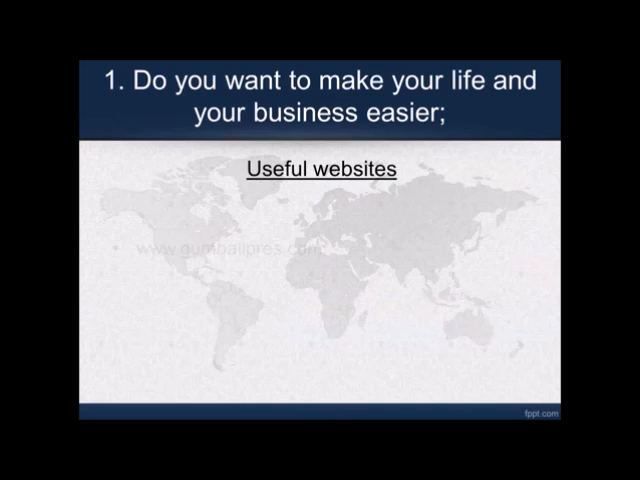 1. Do you want to make your life and
your business easier;
Useful websites
• www.gumballpres.com
fppt.com